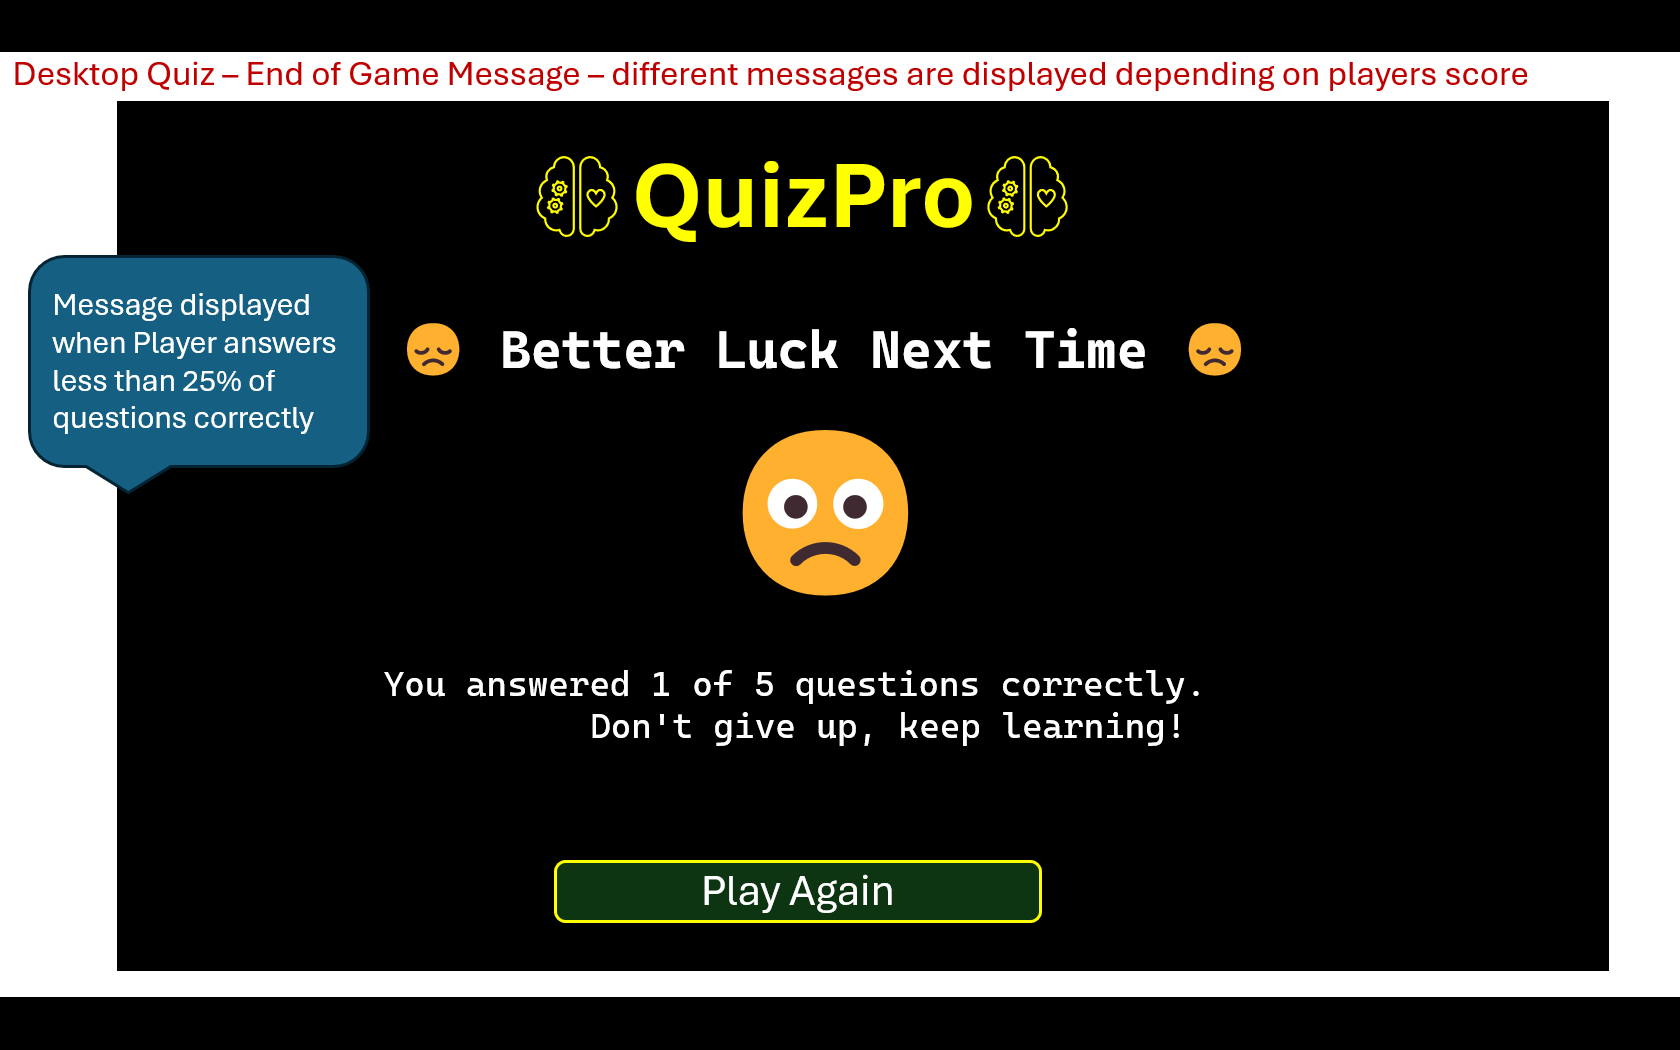 Desktop Quiz – End of Game Message – different messages are displayed depending on players score
QuizPro
Message displayed
when Player answers
less than 25% of
questions correctly
Better Luck Next Time
You answered 1 of 5 questions correctly.
Don't give up, keep learning!
Play Again